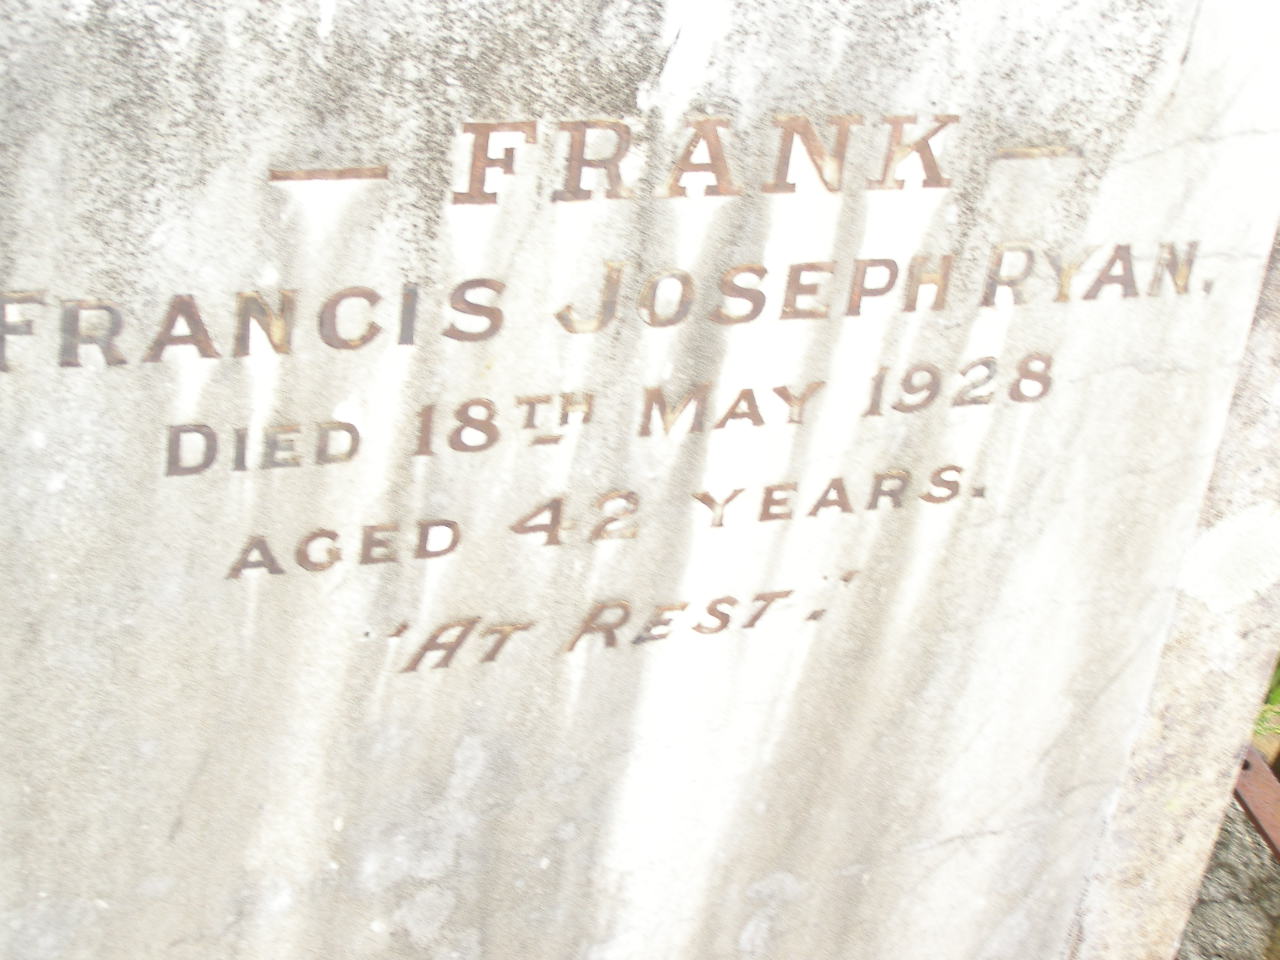 — FRANK —
FRANCIS JOSEPH RYAN.
DIED 18TH MAY 1928
AGED 42 YEARS.
"AT REST."